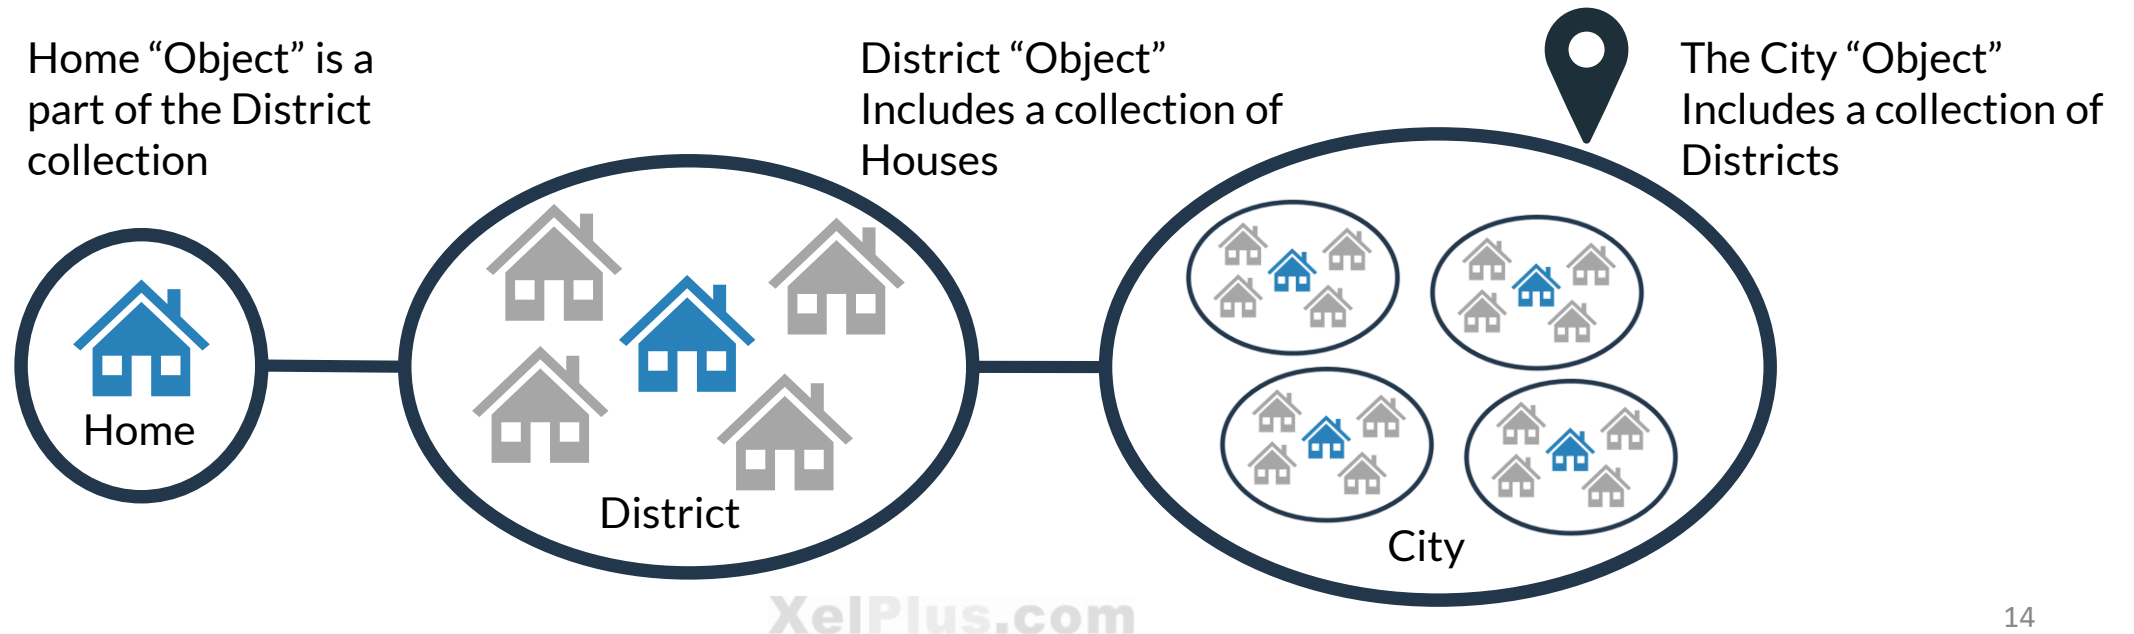 Home “Object” is a
part of the District
collection
District “Object”
Includes a collection of
Houses
The City “Object”
Includes a collection of
Districts
Home
District
City
XelPlus.com
14